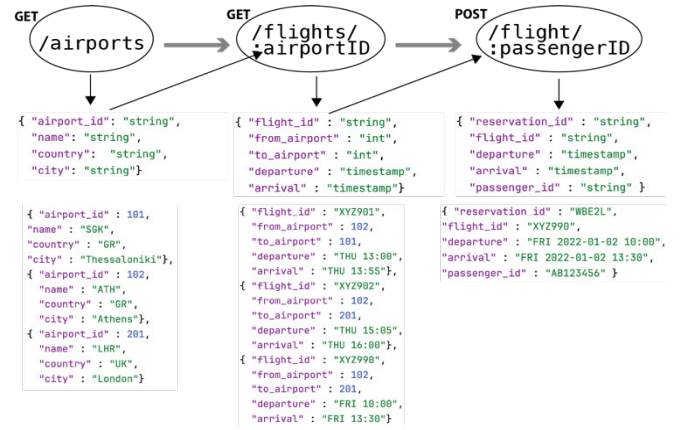 GET
/airports
GET
/flights/
:airportID
POST
/flight/
:passengerID
{ "airport_id": "string",
"name": "string",
"country":  "string",
"city": "string"}
{ "flight_id" : "string",
"from_airport" : "int",
"to_airport" : "int",
"departure" : "timestamp",
"arrival" : "timestamp"}
{ "reservation_id" : "string",
"flight_id" : "string",
"departure" : "timestamp",
"arrival" : "timestamp",
"passenger_id" : "string" }
{ "airport_id" : 101,
"name" : "SGK",
"country" : "GR",
"city" : "Thessaloniki"},
{ "airport_id" : 102,
"name" : "ATH",
"country" : "GR",
"city" : "Athens"},
{ "airport_id" : 201,
"name" : "LHR",
"country" : "UK",
"city" : "London"}
{ "flight_id" : "XYZ901",
"from_airport" : 102,
"to_airport" : 101,
"departure" : "THU 13:00",
"arrival" : "THU 13:55"},
{ "flight_id" : "XYZ902",
"from_airport" : 102,
"to_airport" : 201,
"departure" : "THU 15:05",
"arrival" : "THU 16:00"},
{ "flight_id" : "XYZ990",
"from_airport" : 102,
"to_airport" : 201,
"departure" : "FRI 10:00",
"arrival" : "FRI 13:30"}
{ "reservation_id" : "WBE2L",
"flight_id" : "XYZ990",
"departure" : "FRI 2022-01-02 10:00",
"arrival" : "FRI 2022-01-02 13:30",
"passenger_id" : "AB123456" }